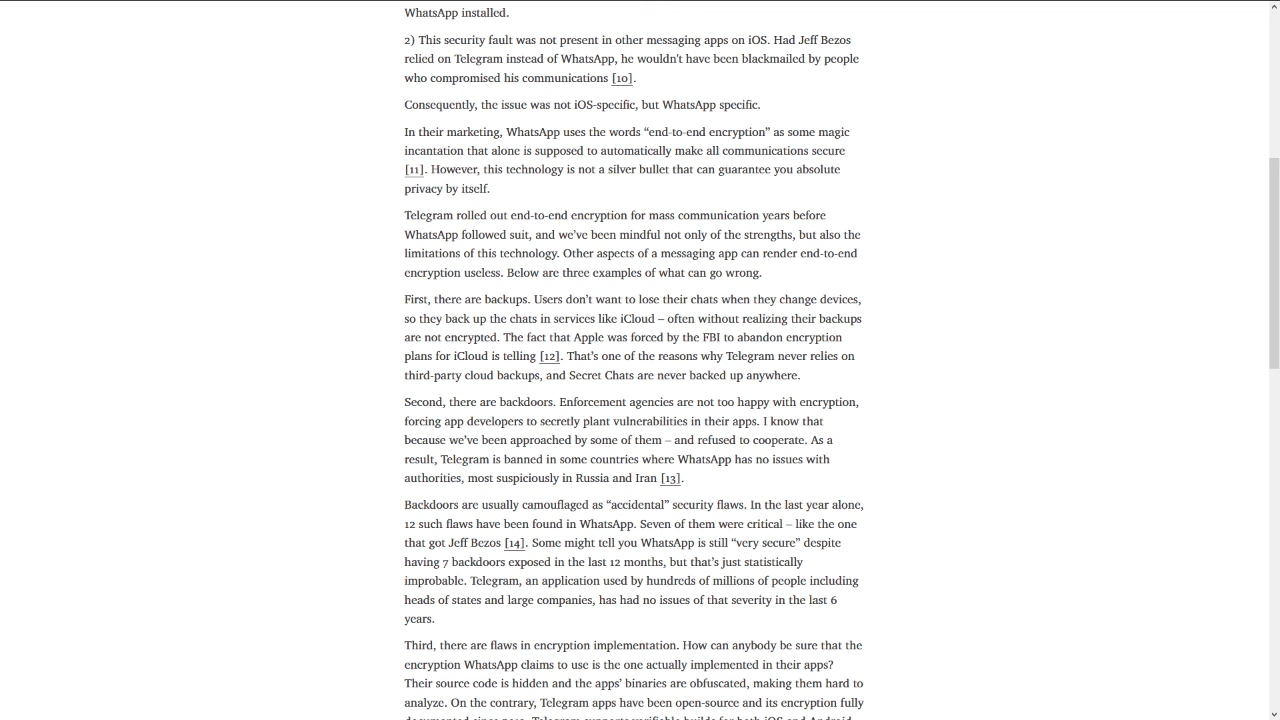 WhatsApp installed.
2) This security fault was not present in other messaging apps on iOS. Had Jeff Bezos
relied on Telegram instead of WhatsApp, he wouldn't have been blackmailed by people
who compromised his communications [10].
Consequently, the issue was not iOS-specific, but WhatsApp specific.
In their marketing, WhatsApp uses the words “end-to-end encryption” as some magic
incantation that alone is supposed to automatically make all communications secure
[11]. However, this technology is not a silver bullet that can guarantee you absolute
privacy by itself.
Telegram rolled out end-to-end encryption for mass communication years before
WhatsApp followed suit, and we’ve been mindful not only of the strengths, but also the
limitations of this technology. Other aspects of a messaging app can render end-to-end
encryption useless. Below are three examples of what can go wrong.
First, there are backups. Users don’t want to lose their chats when they change devices,
so they back up the chats in services like iCloud – often without realizing their backups
are not encrypted. The fact that Apple was forced by the FBI to abandon encryption
plans for iCloud is telling [12]. That’s one of the reasons why Telegram never relies on
third-party cloud backups, and Secret Chats are never backed up anywhere.
Second, there are backdoors. Enforcement agencies are not too happy with encryption,
forcing app developers to secretly plant vulnerabilities in their apps. I know that
because we’ve been approached by some of them – and refused to cooperate. As a
result, Telegram is banned in some countries where WhatsApp has no issues with
authorities, most suspiciously in Russia and Iran [13].
Backdoors are usually camouflaged as “accidental” security flaws. In the last year alone,
12 such flaws have been found in WhatsApp. Seven of them were critical – like the one
that got Jeff Bezos [14]. Some might tell you WhatsApp is still “very secure” despite
having 7 backdoors exposed in the last 12 months, but that’s just statistically
improbable. Telegram, an application used by hundreds of millions of people including
heads of states and large companies, has had no issues of that severity in the last 6
years.
Third, there are flaws in encryption implementation. How can anybody be sure that the
encryption WhatsApp claims to use is the one actually implemented in their apps?
Their source code is hidden and the apps’ binaries are obfuscated, making them hard to
analyze. On the contrary, Telegram apps have been open-source and its encryption fully
documented since 2013. Telegram supports verifiable builds for both iOS and Android